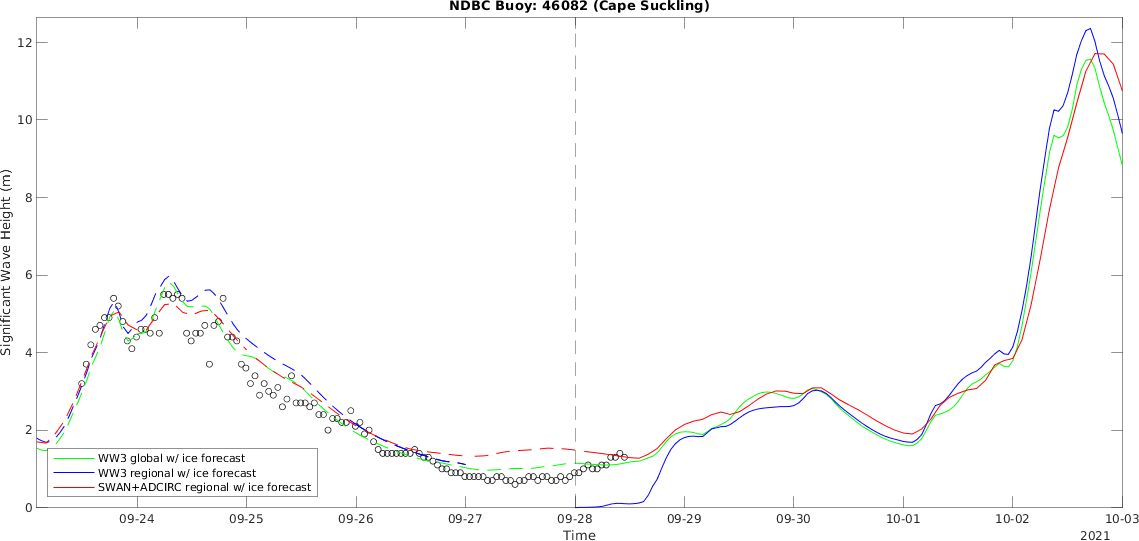 NDBC Buoy: 46082 (Cape Suckling)
Significant Wave Height (m)
12
10
8
6
4
2
0
WW3 global w/ ice forecast
WW3 regional w/ ice forecast
SWAN+ADCIRC regional w/ ice forecast
09-24 09-25 09-26 09-27 09-28 09-29 09-30 10-01 10-02 10-03
Time
2021